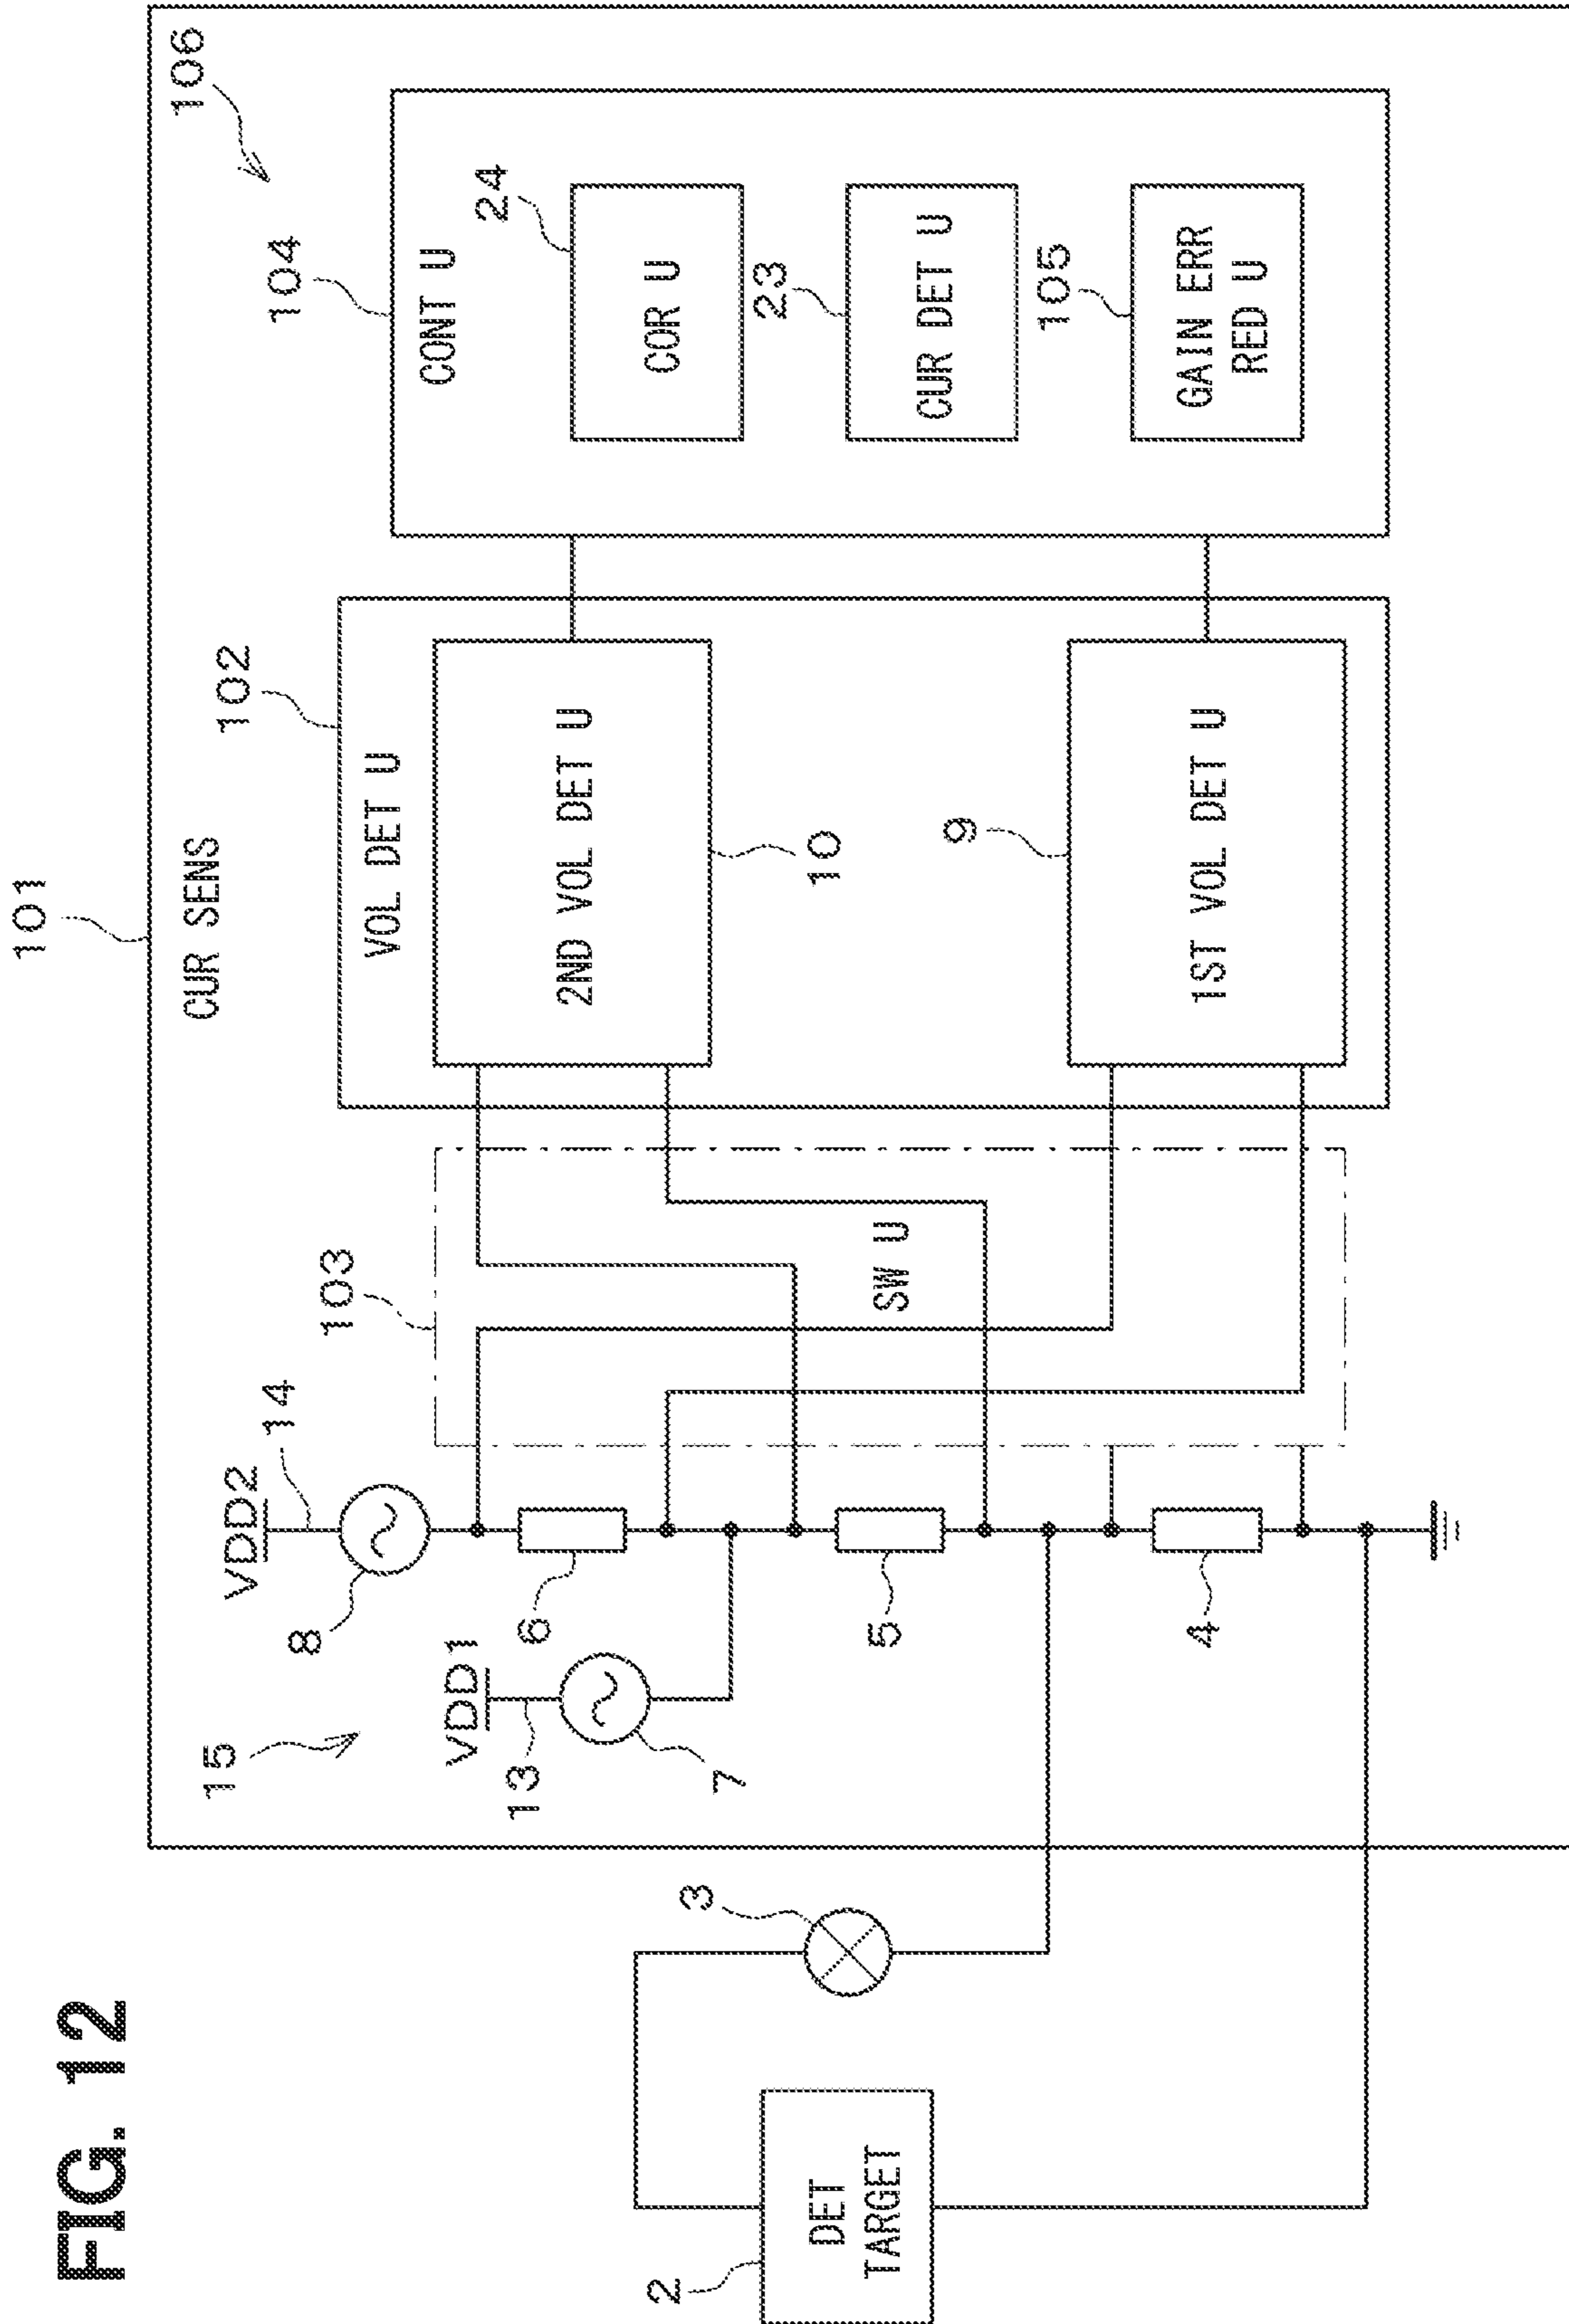 FIG. 12
101
CUR SENS
106
104
CONT U
24
COR U
23
CUR DET U
105
GAIN ERR
RED U
102
VOL DET U
2ND VOL DET U
10
9
1ST VOL DET U
103
SW U
14
VDD2
8
6
5
4
15
VDD1
13
7
3
2
DET
TARGET